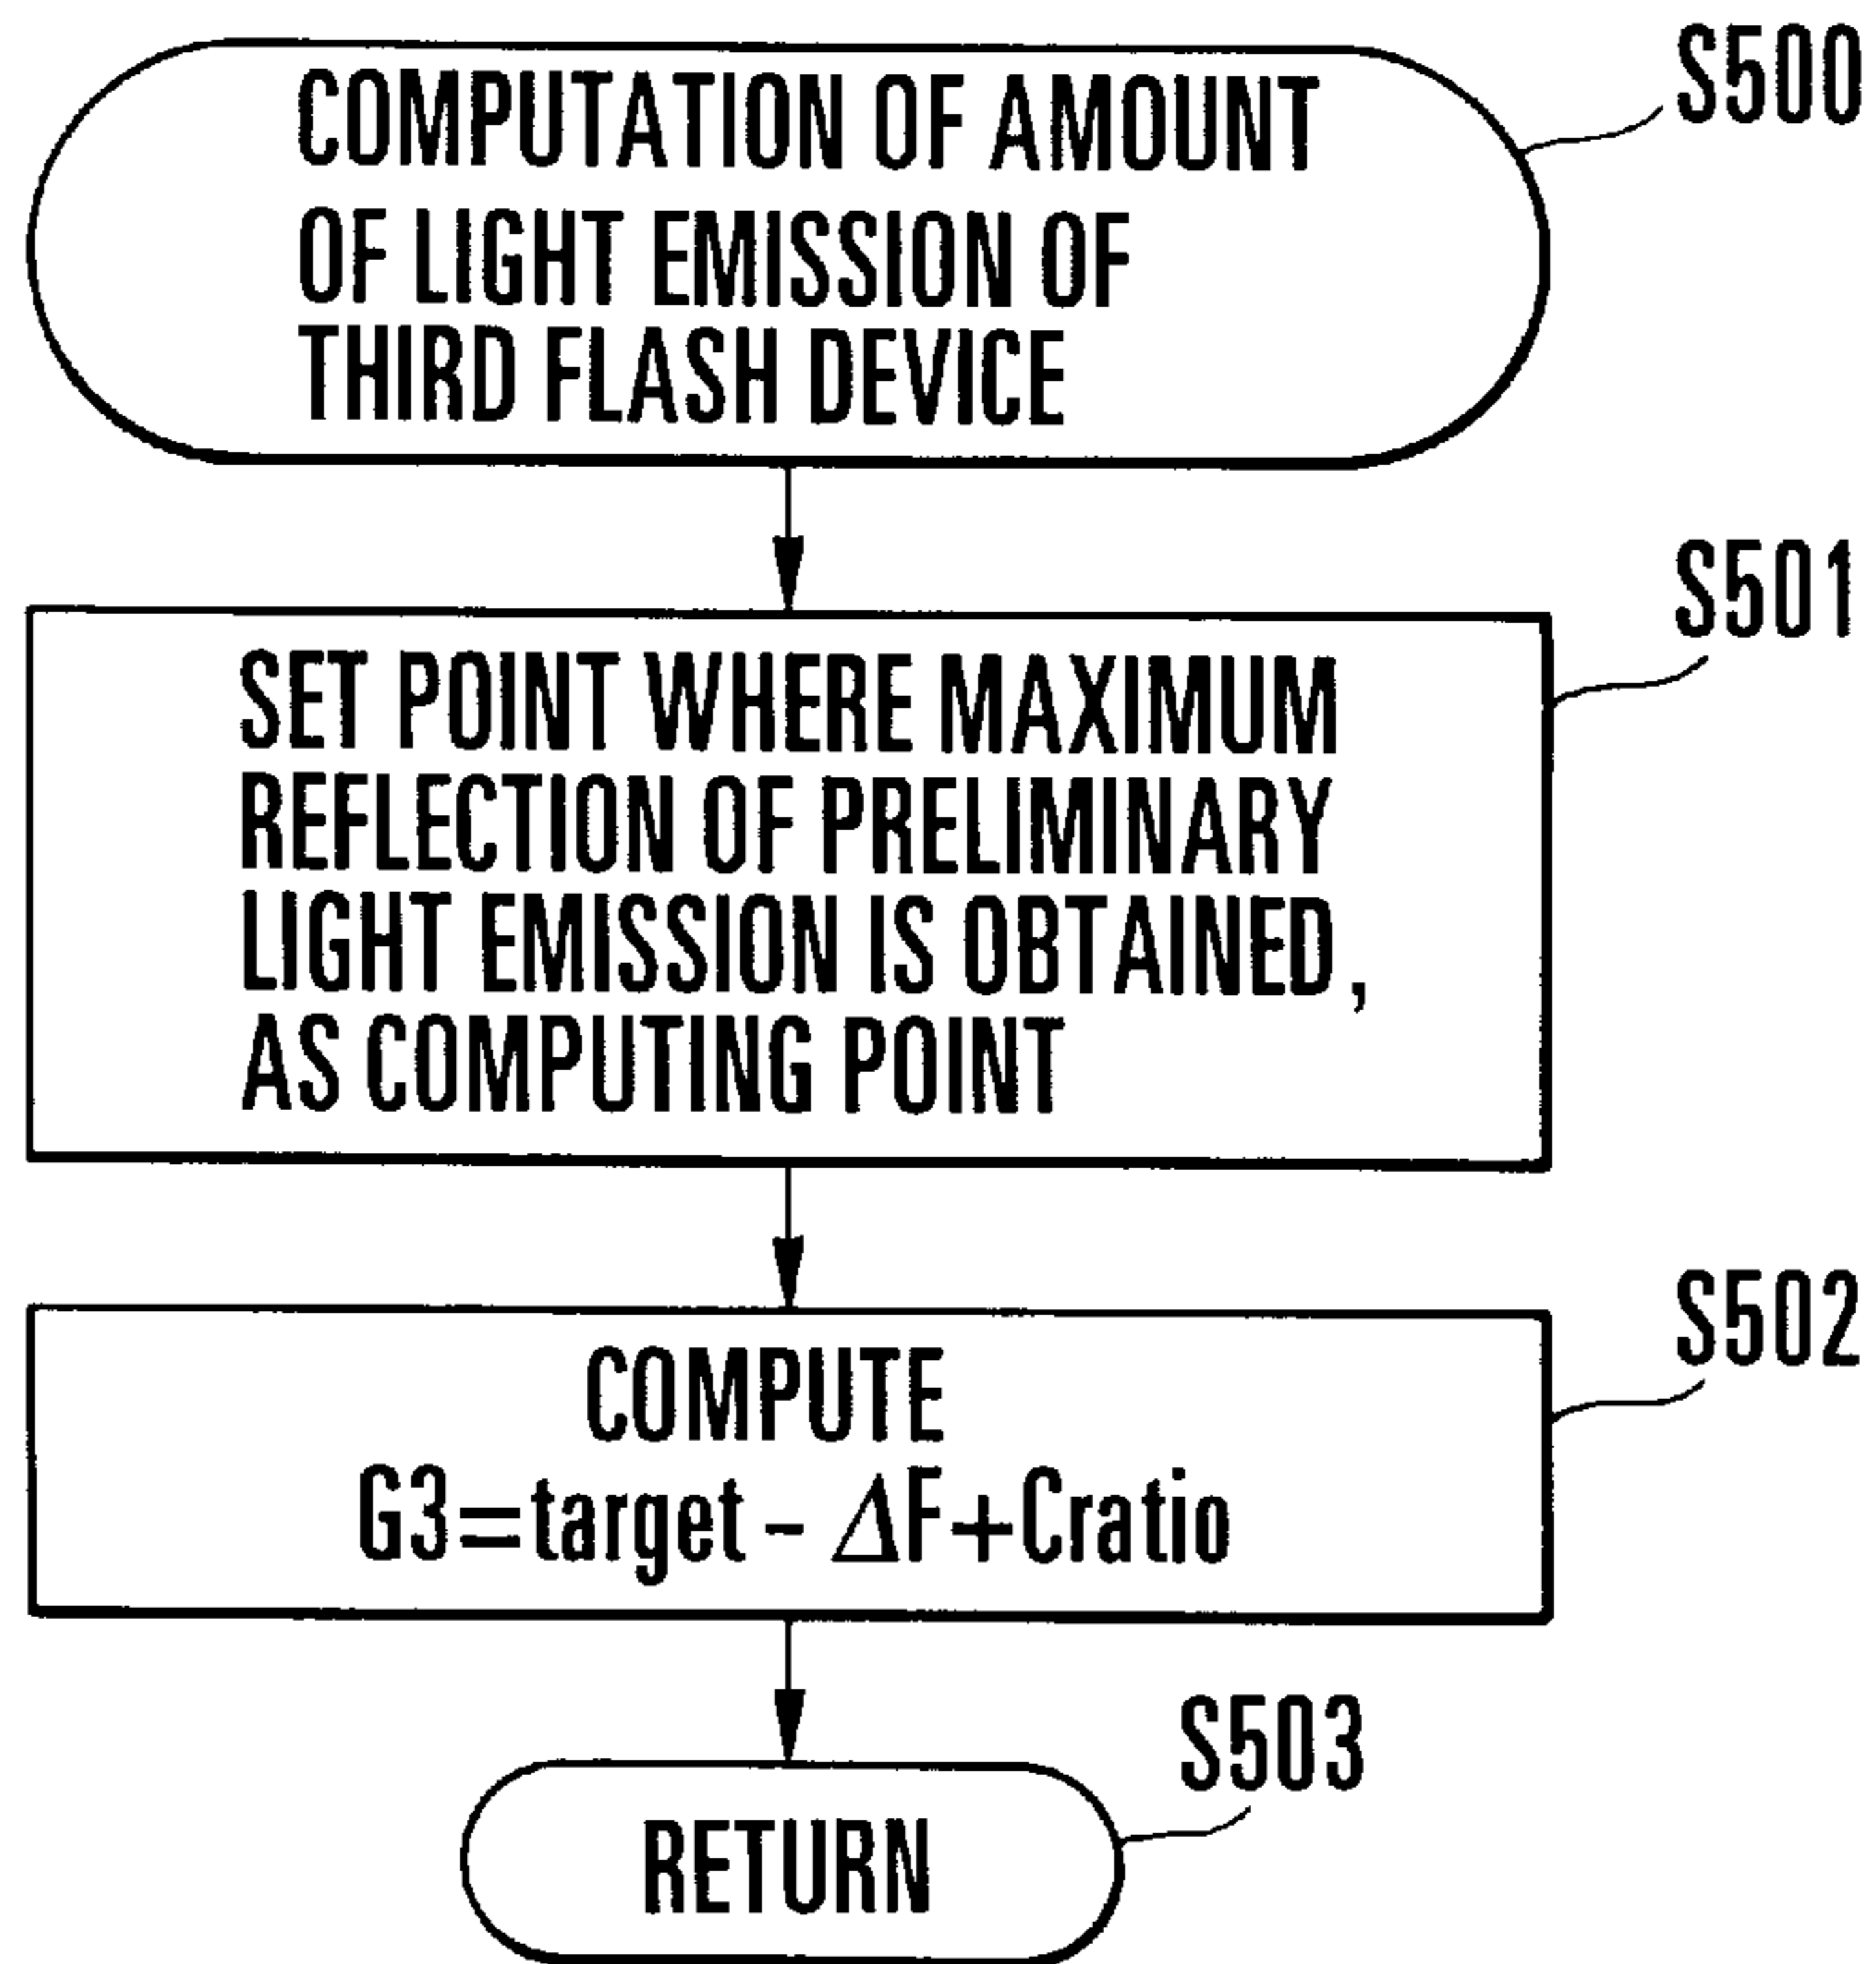 COMPUTATION OF AMOUNT
OF LIGHT EMISSION OF
THIRD FLASH DEVICE
S500
SET POINT WHERE MAXIMUM
REFLECTION OF PRELIMINARY
LIGHT EMISSION IS OBTAINED,
AS COMPUTING POINT
S501
COMPUTE
G3=target - ΔF+Cratio
S502
RETURN
S503